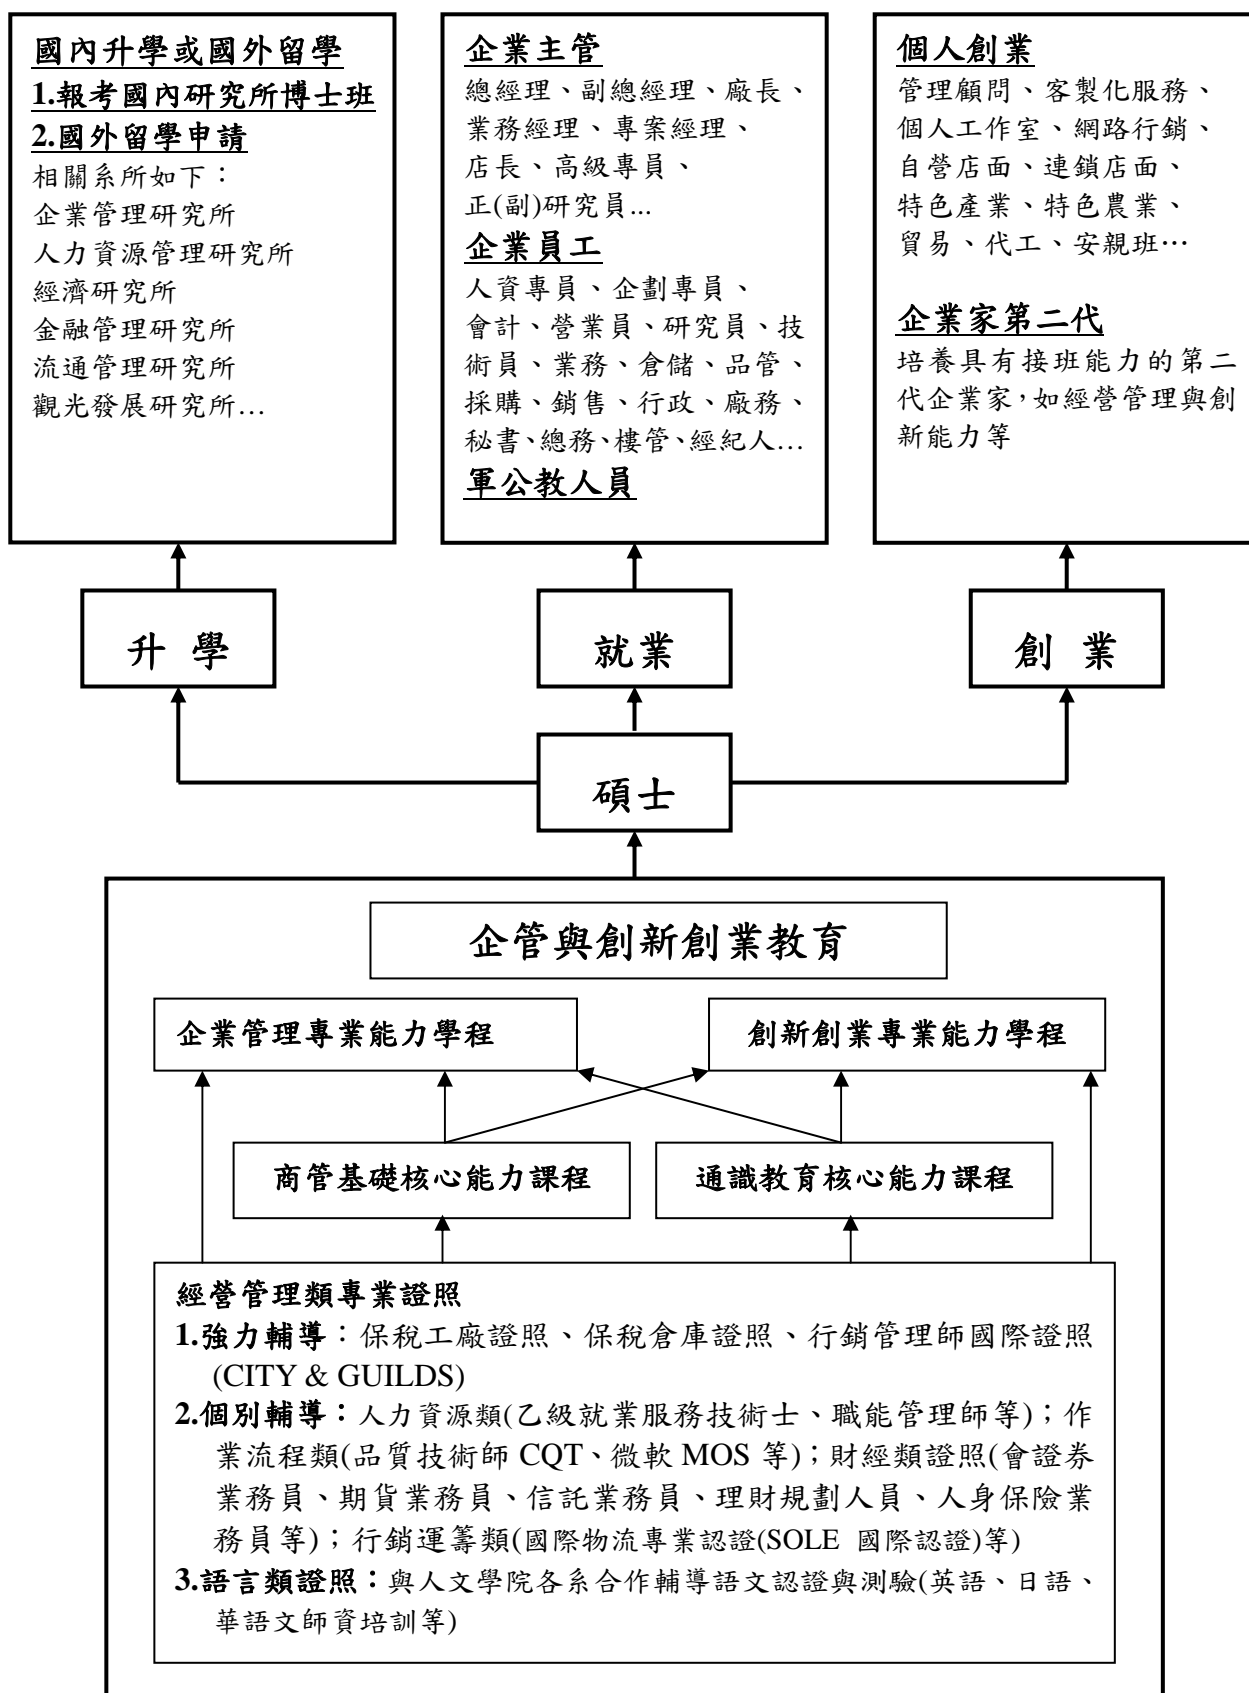 國內升學或國外留學
1.報考國內研究所博士班
2.國外留學申請
相關系所如下：
企業管理研究所
人力資源管理研究所
經濟研究所
金融管理研究所
流通管理研究所
觀光發展研究所…
企業主管
總經理、副總經理、廠長、
業務經理、專案經理、
店長、高級專員、
正(副)研究員...
企業員工
人資專員、企劃專員、
會計、營業員、研究員、技
術員、業務、倉儲、品管、
採購、銷售、行政、廠務、
秘書、總務、樓管、經紀人…
軍公教人員
個人創業
管理顧問、客製化服務、
個人工作室、網路行銷、
自營店面、連鎖店面、
特色產業、特色農業、
貿易、代工、安親班…
企業家第二代
培養具有接班能力的第二
代企業家，如經營管理與創
新能力等
升 學
就業
創 業
碩士
企管與創新創業教育
企業管理專業能力學程
創新創業專業能力學程
商管基礎核心能力課程
通識教育核心能力課程
經營管理類專業證照
1.強力輔導：保稅工廠證照、保稅倉庫證照、行銷管理師國際證照
(CITY & GUILDS)
2.個別輔導：人力資源類(乙級就業服務技術士、職能管理師等)；作
業流程類(品質技術師 CQT、微軟 MOS 等)；財經類證照(會證券
業務員、期貨業務員、信託業務員、理財規劃人員、人身保險業
務員等)；行銷運籌類(國際物流專業認證(SOLE 國際認證)等)
3.語言類證照：與人文學院各系合作輔導語文認證與測驗(英語、日語、
華語文師資培訓等)